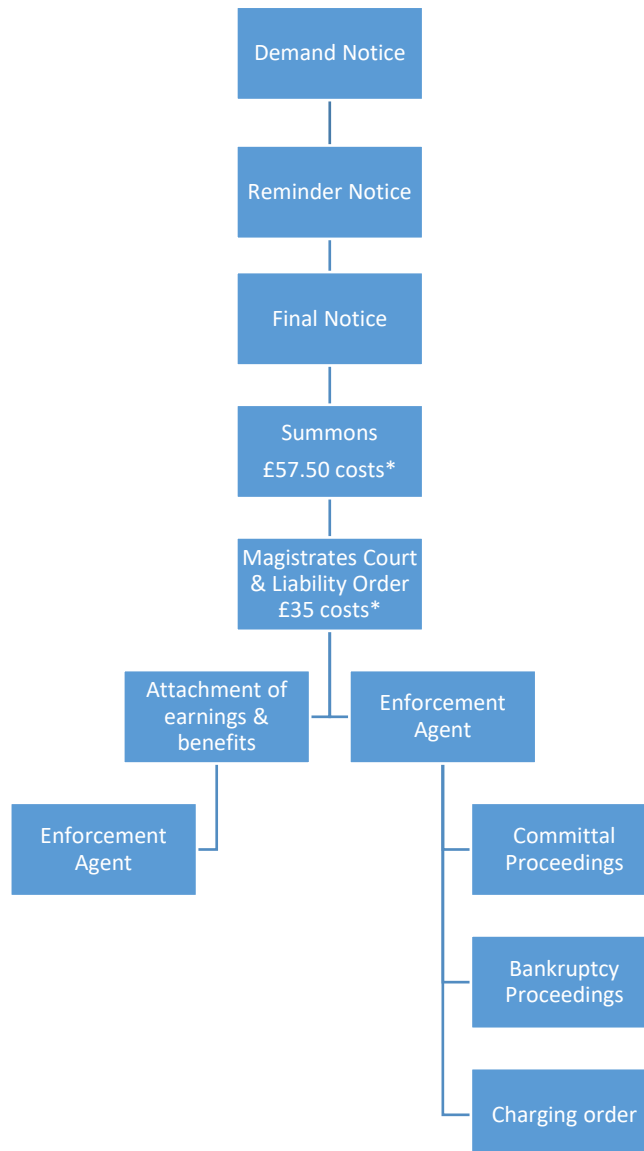 Demand Notice
Reminder Notice
Final Notice
Summons
£57.50 costs*
Magistrates Court
& Liability Order
£35 costs*
Attachment of
earnings &
benefits
Enforcement
Agent
Enforcement
Agent
Committal
Proceedings
Bankruptcy
Proceedings
Charging order